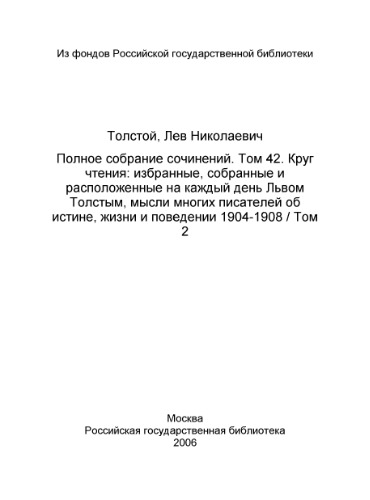 Из фондов Российской государственной библиотеки
Толстой, Лев Николаевич
Полное собрание сочинений. Том 42. Круг
чтения: избранные, собранные и
расположенные на каждый день Львом
Толстым, мысли многих писателей об
истине, жизни и поведении 1904-1908 / Том
2
Москва
Российская государственная библиотека
2006